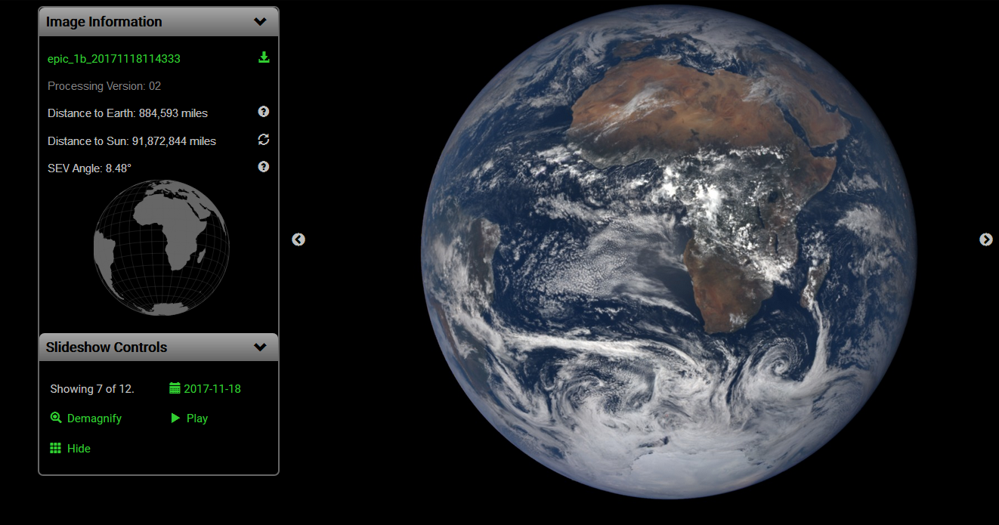 Image Information
epic_1b_20171118114333
Processing Version: 02
Distance to Earth: 884,593 miles
Distance to Sun: 91,872,844 miles
SEV Angle: 8.48°
Slideshow Controls
Showing 7 of 12.
2017-11-18
Demagnify
Play
Hide